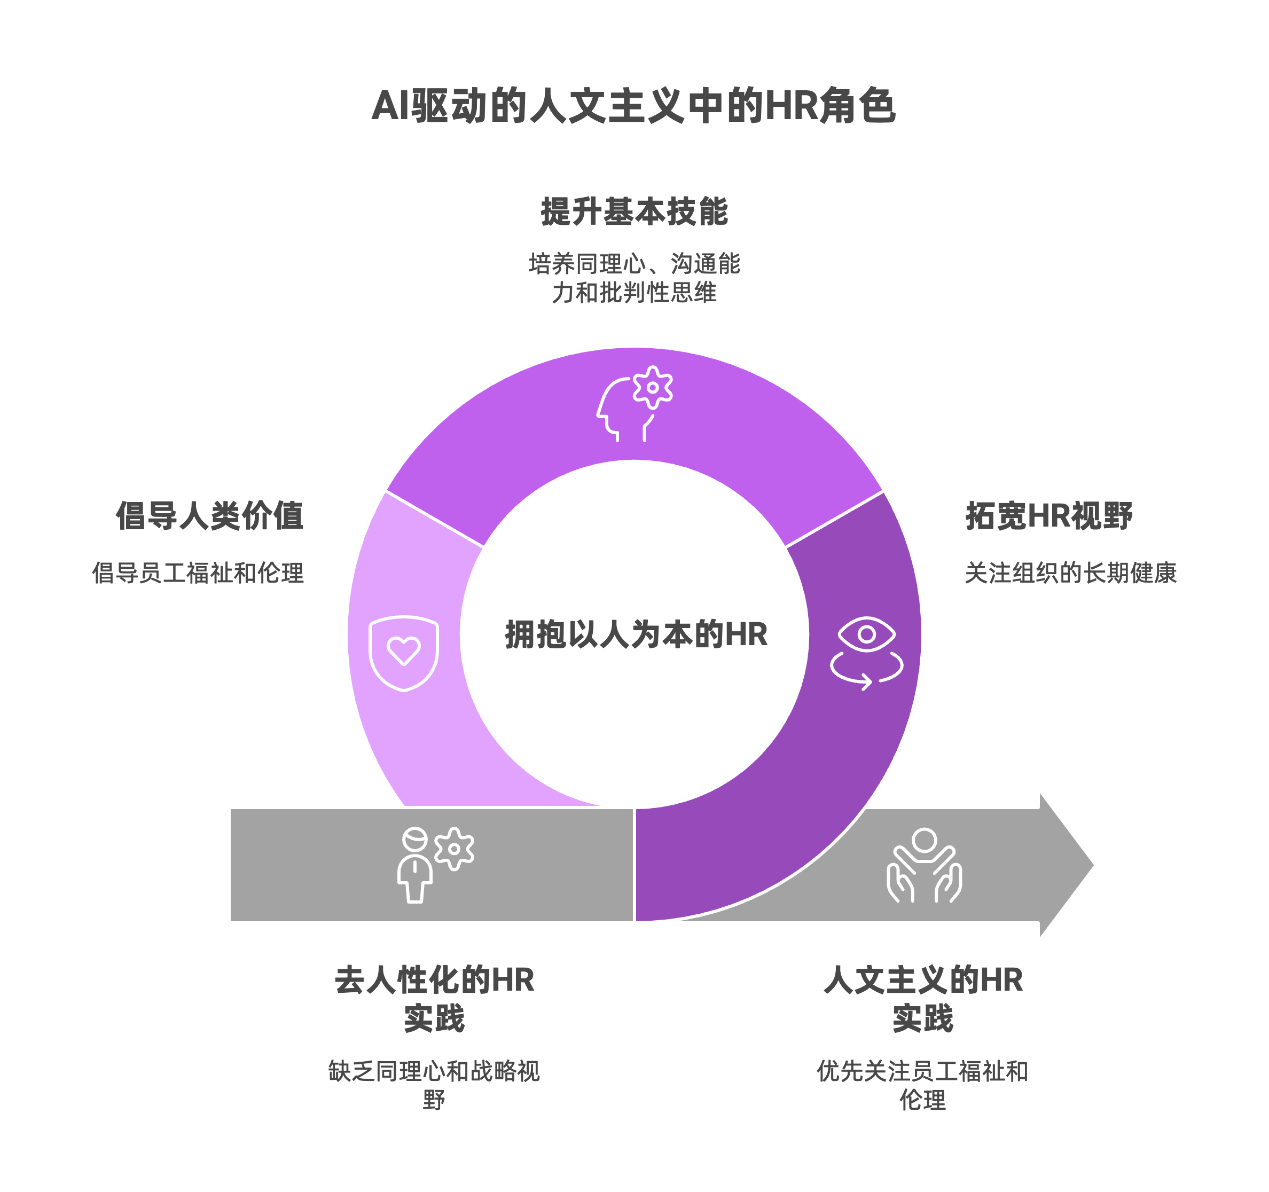 AI驱动的人文主义中的HR角色
提升基本技能
培养同理心、沟通能
力和批判性思维
倡导人类价值
倡导员工福祉和伦理
拓宽HR视野
关注组织的长期健康
拥抱以人为本的HR
去人性化的HR
实践
缺乏同理心和战略视
野
人文主义的HR
实践
优先关注员工福祉和
伦理